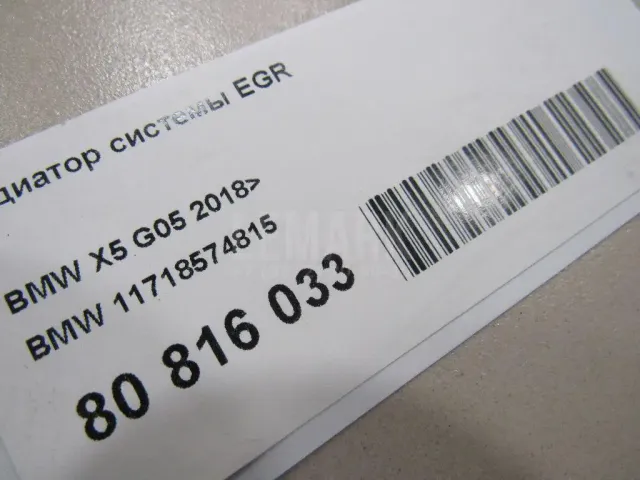 диатор системы EGR
BMW X5 G05 2018>
BMW 11718574815
80 816 033